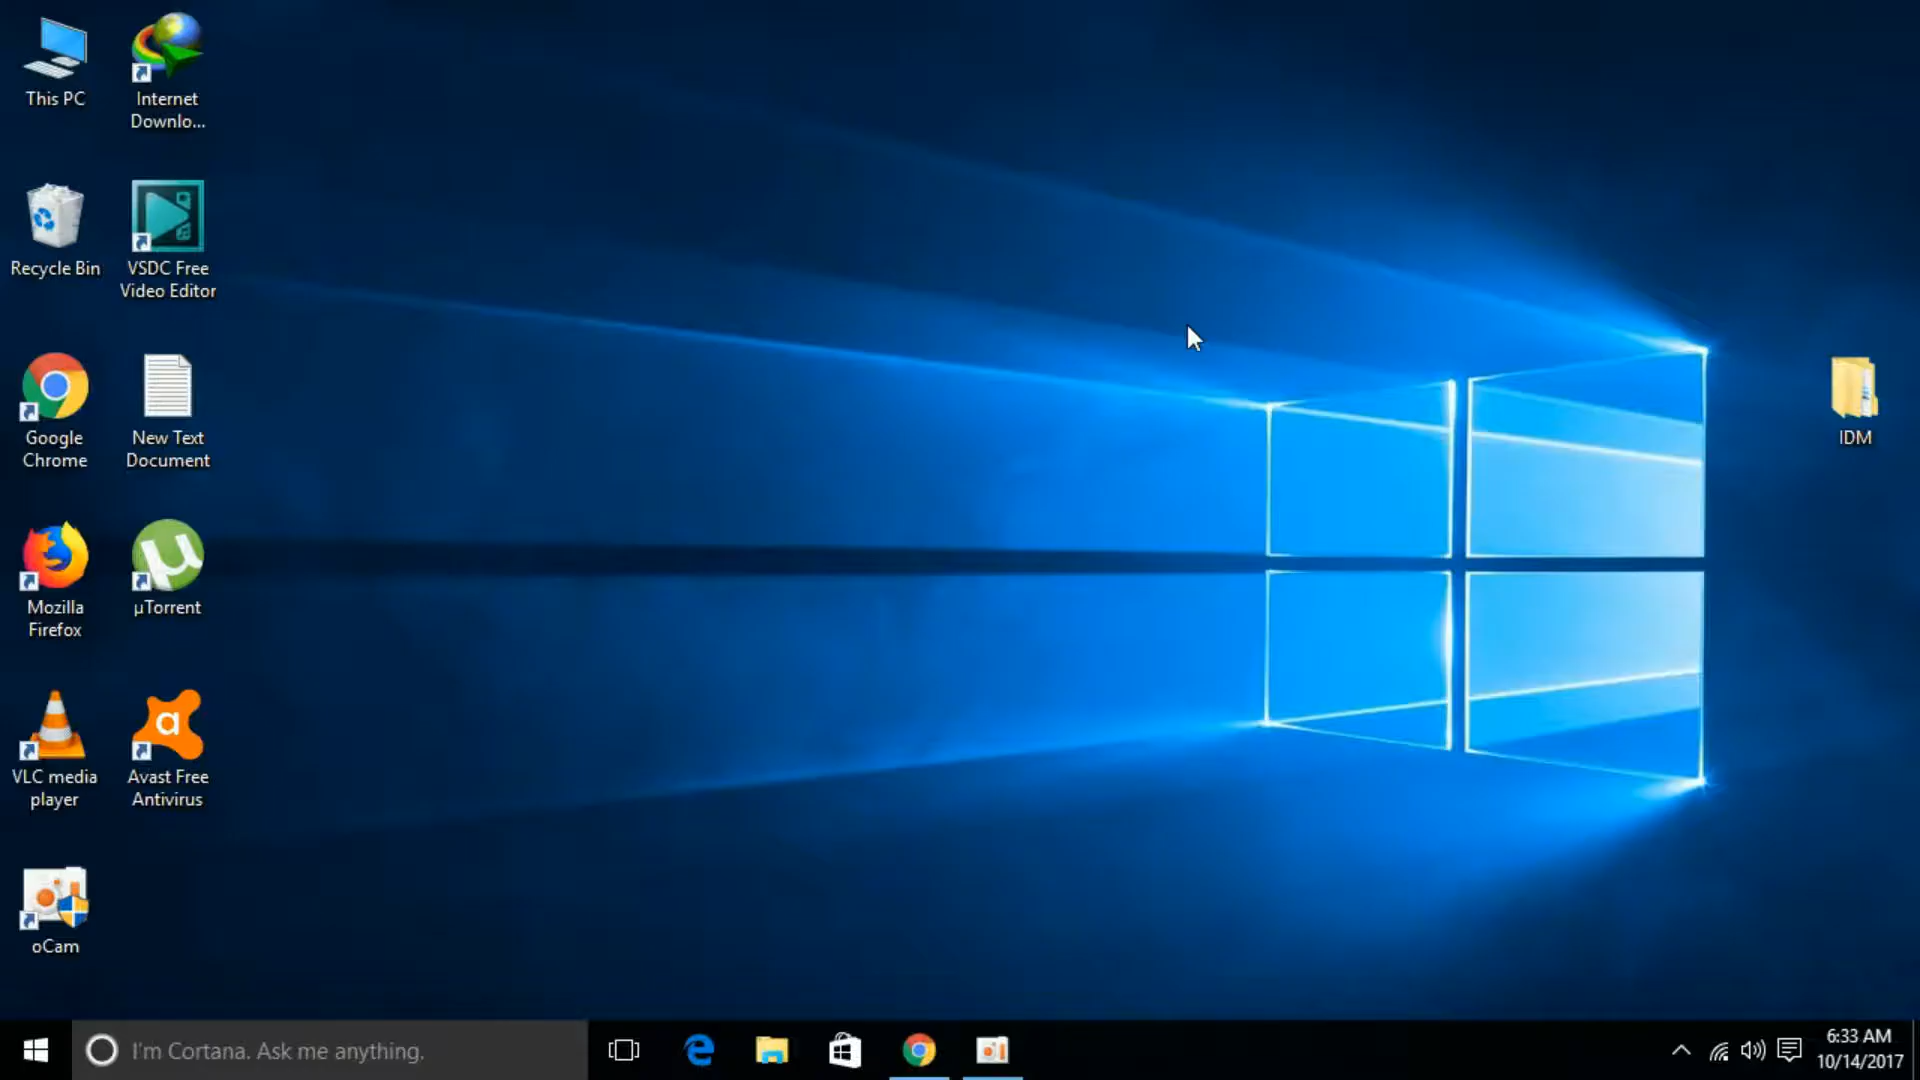 This PC
Internet
Downlo...
Recycle Bin
VSDC Free
Video Editor
Google
Chrome
New Text
Document
IDM
Mozilla
Firefox
µTorrent
VLC media
player
Avast Free
Antivirus
oCam
I'm Cortana. Ask me anything.
6:33 AM
10/14/2017